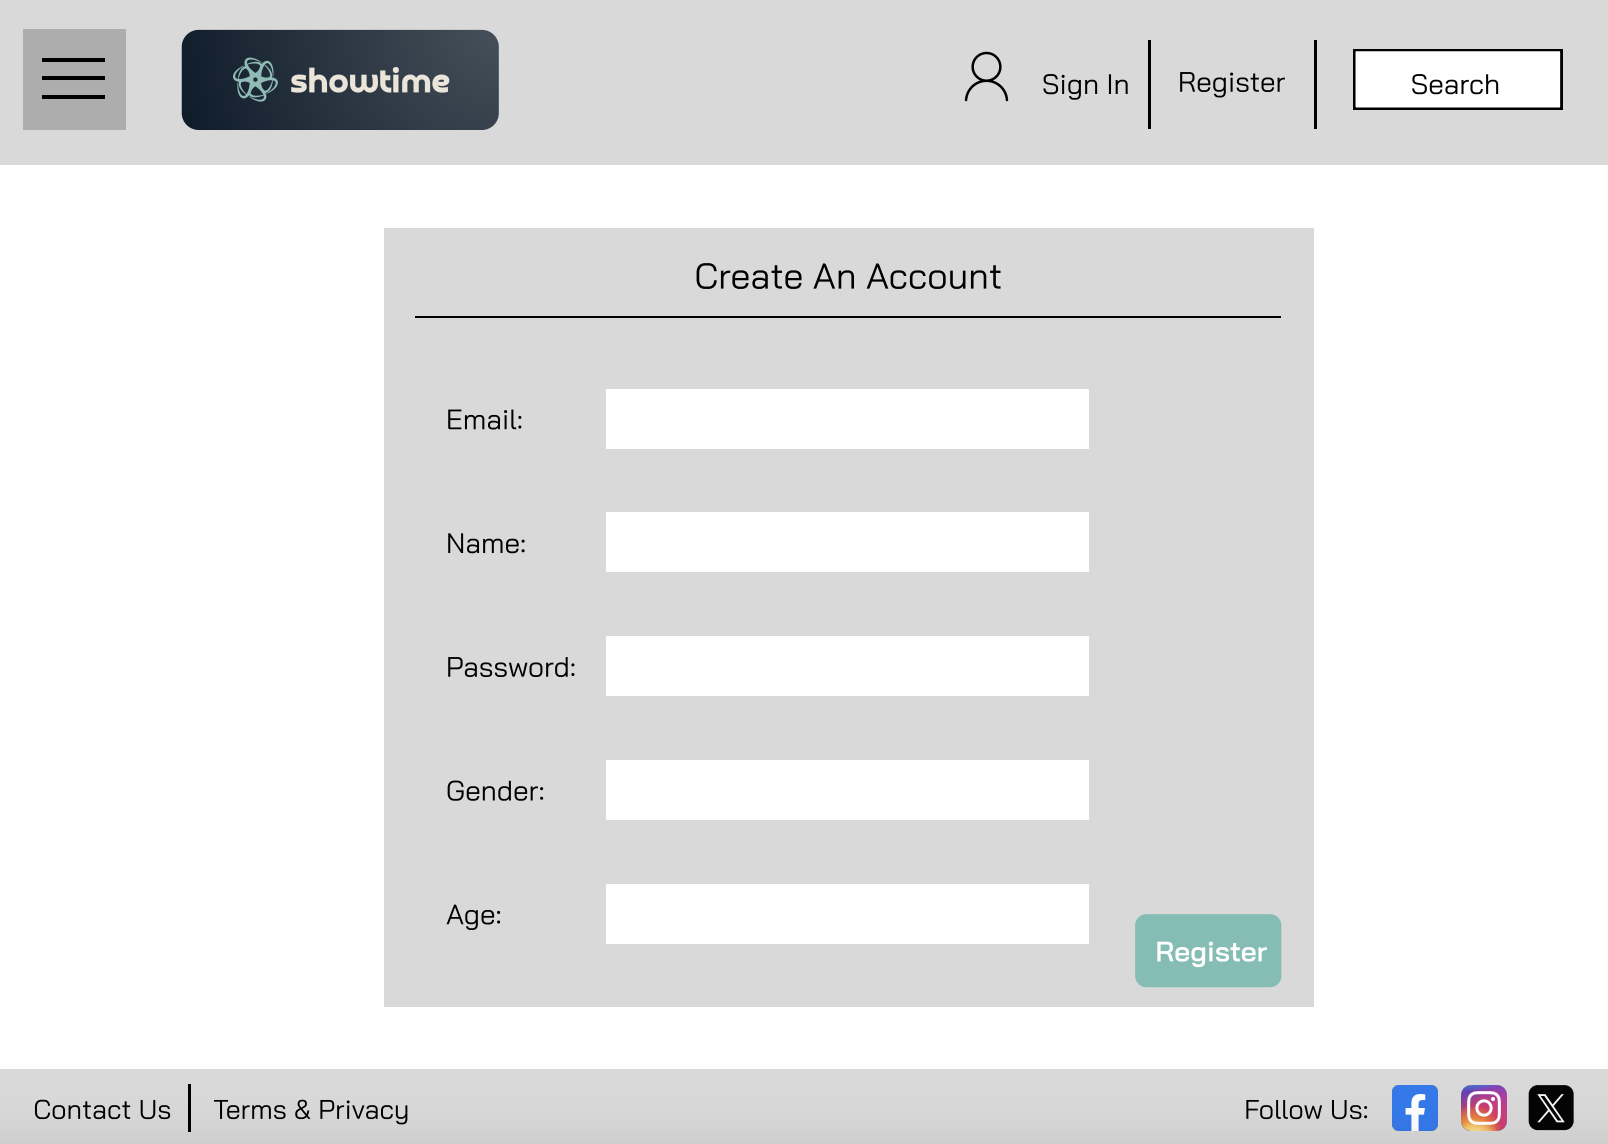 showtime
Sign In
Register
Search
Create An Account
Email:
Name:
Password:
Gender:
Age:
Register
Contact Us
Terms & Privacy
Follow Us: